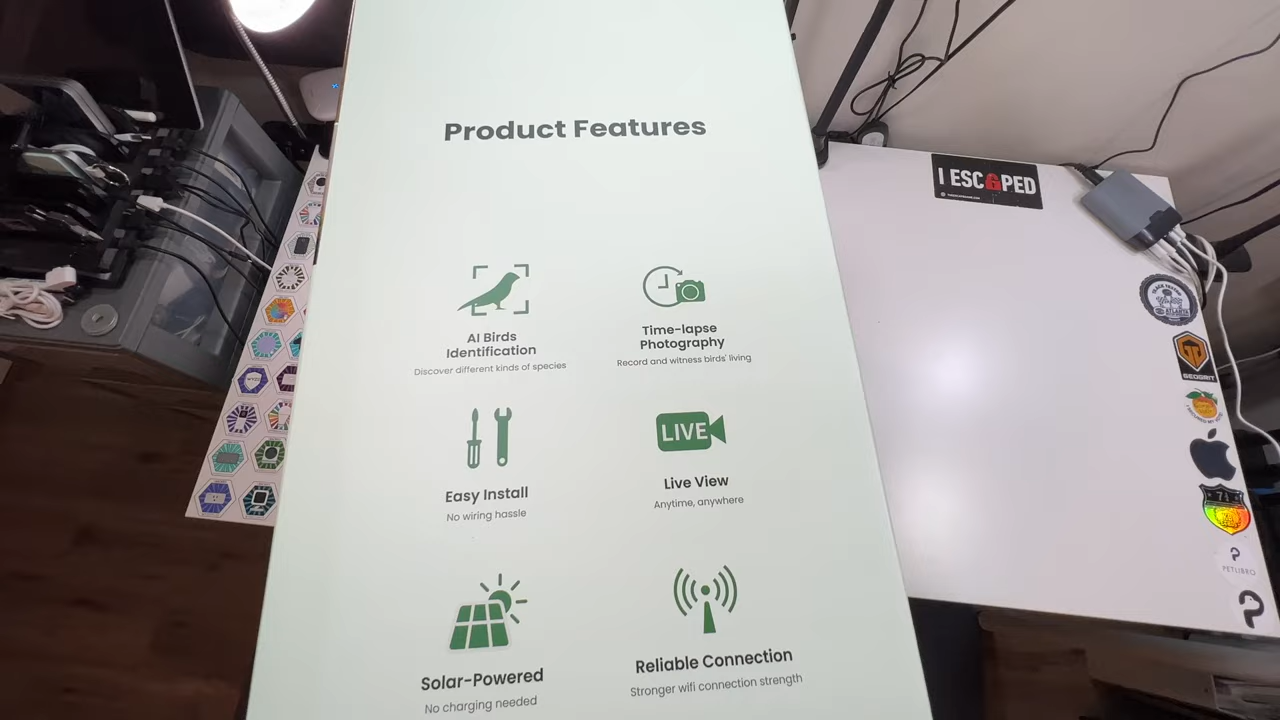 Product Features
AI Birds
Identification
Discover different kinds of species
Time-lapse
Photography
Record and witness birds' living
Easy Install
No wiring hassle
LIVE
Live View
Anytime, anywhere
Solar-Powered
No charging needed
Reliable Connection
Stronger wifi connection strength
I ESCAPED
ATLANTA
GEOGRIT
PETLIBRO